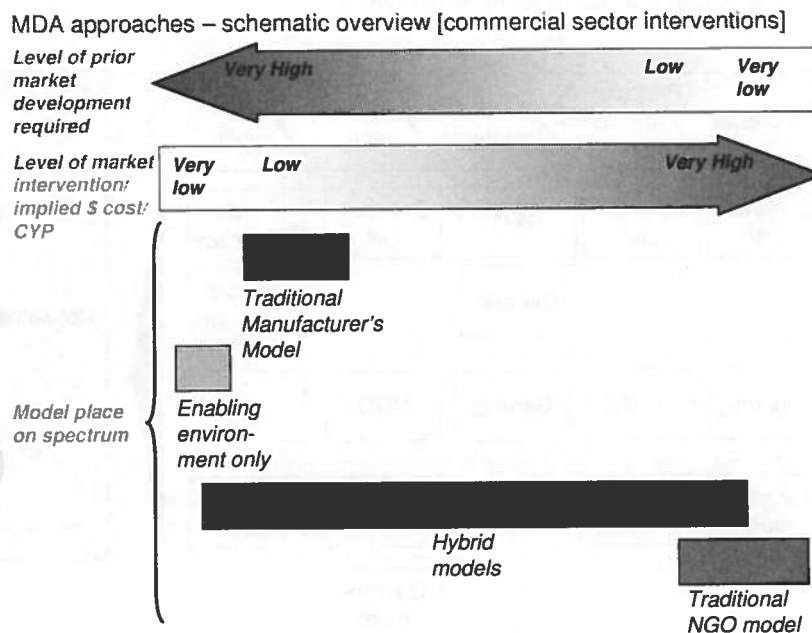 MDA approaches – schematic overview [commercial sector interventions]
Level of prior
market
development
required
Very High
Low
Very
low
Level of market
intervention/
implied $ cost/
CYP
Very
low
Low
Very High
Traditional
Manufacturer's
Model
Model place
on spectrum
Enabling
environ-
ment only
Hybrid
models
Traditional
NGO model